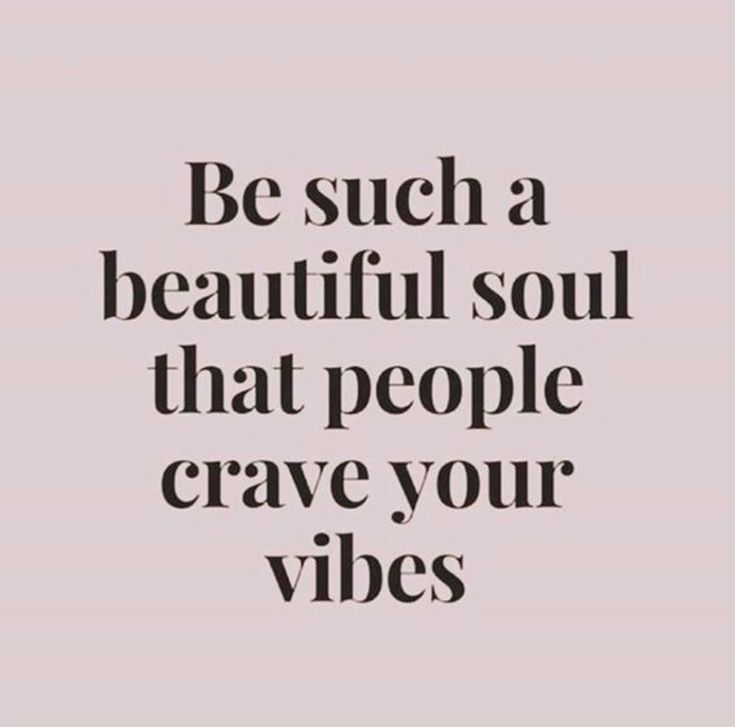 Be such a
beautiful soul
that people
crave your
vibes